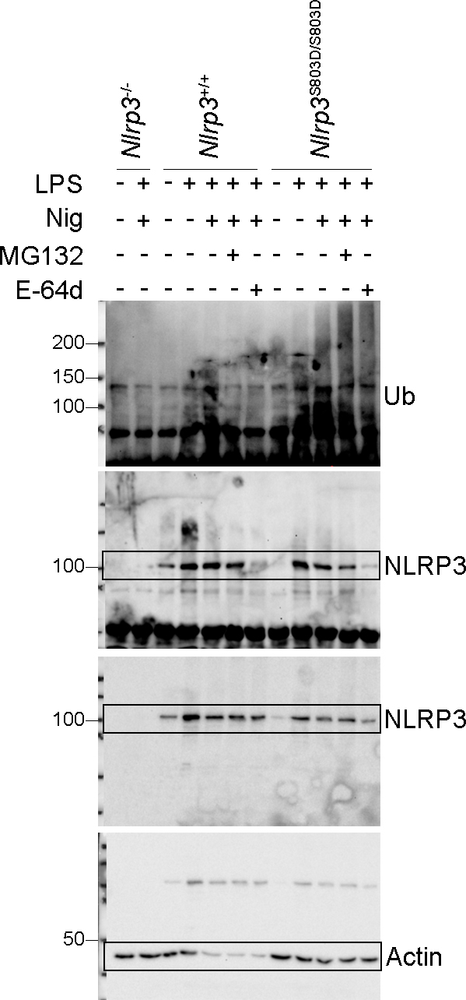 Nlrp3-/- Nlrp3+/+ Nlrp3S803D/S803D
LPS - + - + + + + - + + + +
Nig - + - - + + + - - + + +
MG132 - - - - - + - - - - + -
E-64d - - - - - - + - - - - +
200
150
100
Ub
100 NLRP3
100 NLRP3
50
Actin